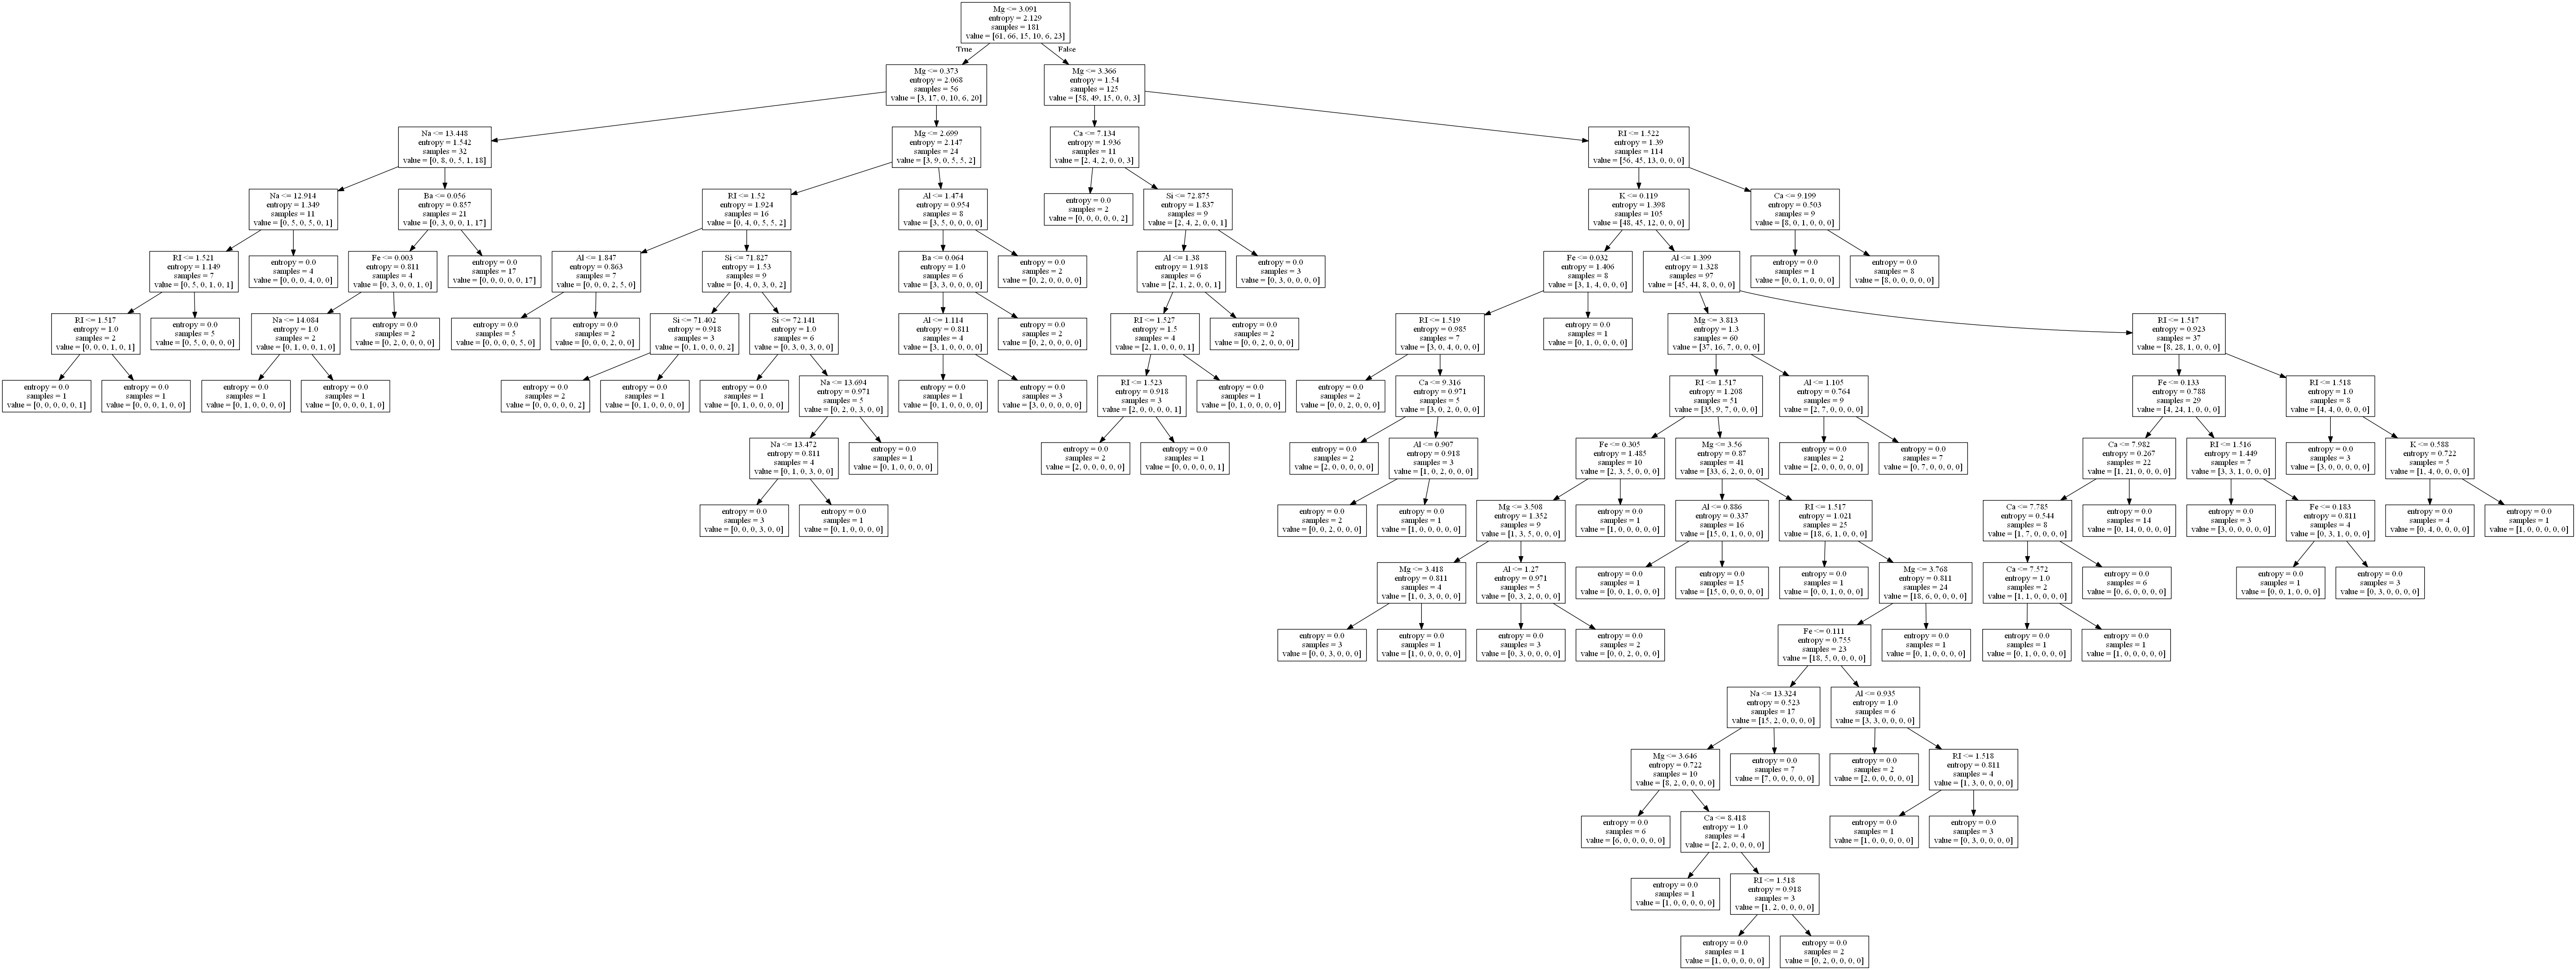 Mg <= 3.091
entropy = 2.129
samples = 181
value = [61, 66, 15, 10, 6, 23]
True
False
Mg <= 0.373
entropy = 2.068
samples = 56
value = [3, 17, 0, 10, 6, 20]
Mg <= 3.366
entropy = 1.54
samples = 125
value = [58, 49, 15, 0, 0, 3]
Na <= 13.448
entropy = 1.542
samples = 32
value = [0, 8, 0, 5, 1, 18]
Mg <= 2.699
entropy = 2.147
samples = 24
value = [3, 9, 0, 5, 5, 2]
Ca <= 7.134
entropy = 1.936
samples = 11
value = [2, 4, 2, 0, 0, 3]
RI <= 1.522
entropy = 1.39
samples = 114
value = [56, 45, 13, 0, 0, 0]
Na <= 12.914
entropy = 1.349
samples = 11
value = [0, 5, 0, 5, 0, 1]
Ba <= 0.056
entropy = 0.857
samples = 21
value = [0, 3, 0, 0, 1, 17]
RI <= 1.52
entropy = 1.924
samples = 16
value = [0, 4, 0, 5, 5, 2]
Al <= 1.474
entropy = 0.954
samples = 8
value = [3, 5, 0, 0, 0, 0]
entropy = 0.0
samples = 2
value = [0, 0, 0, 0, 0, 2]
Si <= 72.875
entropy = 1.837
samples = 9
value = [2, 4, 2, 0, 0, 1]
K <= 0.119
entropy = 1.398
samples = 105
value = [48, 45, 12, 0, 0, 0]
Ca <= 9.199
entropy = 0.503
samples = 9
value = [8, 0, 1, 0, 0, 0]
RI <= 1.521
entropy = 1.149
samples = 7
value = [0, 5, 0, 1, 0, 1]
entropy = 0.0
samples = 4
value = [0, 0, 0, 4, 0, 0]
Fe <= 0.003
entropy = 0.811
samples = 4
value = [0, 3, 0, 0, 1, 0]
entropy = 0.0
samples = 17
value = [0, 0, 0, 0, 0, 17]
Al <= 1.847
entropy = 0.863
samples = 7
value = [0, 0, 0, 2, 5, 0]
Si <= 71.827
entropy = 1.53
samples = 9
value = [0, 4, 0, 3, 0, 2]
Ba <= 0.064
entropy = 1.0
samples = 6
value = [3, 3, 0, 0, 0, 0]
entropy = 0.0
samples = 2
value = [0, 2, 0, 0, 0, 0]
Al <= 1.38
entropy = 1.918
samples = 6
value = [2, 1, 2, 0, 0, 1]
entropy = 0.0
samples = 3
value = [0, 3, 0, 0, 0, 0]
Fe <= 0.032
entropy = 1.406
samples = 8
value = [3, 1, 4, 0, 0, 0]
Al <= 1.399
entropy = 1.328
samples = 97
value = [45, 44, 8, 0, 0, 0]
entropy = 0.0
samples = 1
value = [0, 0, 1, 0, 0, 0]
entropy = 0.0
samples = 8
value = [8, 0, 0, 0, 0, 0]
RI <= 1.517
entropy = 1.0
samples = 2
value = [0, 0, 0, 1, 0, 1]
entropy = 0.0
samples = 5
value = [0, 5, 0, 0, 0, 0]
Na <= 14.084
entropy = 1.0
samples = 2
value = [0, 1, 0, 0, 1, 0]
entropy = 0.0
samples = 2
value = [0, 2, 0, 0, 0, 0]
entropy = 0.0
samples = 5
value = [0, 0, 0, 0, 5, 0]
entropy = 0.0
samples = 2
value = [0, 0, 0, 2, 0, 0]
Si <= 71.402
entropy = 0.918
samples = 3
value = [0, 1, 0, 0, 0, 2]
Si <= 72.141
entropy = 1.0
samples = 6
value = [0, 3, 0, 3, 0, 0]
Al <= 1.114
entropy = 0.811
samples = 4
value = [3, 1, 0, 0, 0, 0]
entropy = 0.0
samples = 2
value = [0, 2, 0, 0, 0, 0]
RI <= 1.527
entropy = 1.5
samples = 4
value = [2, 1, 0, 0, 0, 1]
entropy = 0.0
samples = 2
value = [0, 0, 2, 0, 0, 0]
RI <= 1.519
entropy = 0.985
samples = 7
value = [3, 0, 4, 0, 0, 0]
entropy = 0.0
samples = 1
value = [0, 1, 0, 0, 0, 0]
Mg <= 3.813
entropy = 1.3
samples = 60
value = [37, 16, 7, 0, 0, 0]
RI <= 1.517
entropy = 0.923
samples = 37
value = [8, 28, 1, 0, 0, 0]
entropy = 0.0
samples = 1
value = [0, 0, 0, 0, 0, 1]
entropy = 0.0
samples = 1
value = [0, 0, 0, 1, 0, 0]
entropy = 0.0
samples = 1
value = [0, 1, 0, 0, 0, 0]
entropy = 0.0
samples = 1
value = [0, 0, 0, 0, 1, 0]
entropy = 0.0
samples = 2
value = [0, 0, 0, 0, 0, 2]
entropy = 0.0
samples = 1
value = [0, 1, 0, 0, 0, 0]
entropy = 0.0
samples = 1
value = [0, 1, 0, 0, 0, 0]
Na <= 13.694
entropy = 0.971
samples = 5
value = [0, 2, 0, 3, 0, 0]
entropy = 0.0
samples = 1
value = [0, 1, 0, 0, 0, 0]
entropy = 0.0
samples = 3
value = [3, 0, 0, 0, 0, 0]
RI <= 1.523
entropy = 0.918
samples = 3
value = [2, 0, 0, 0, 0, 1]
entropy = 0.0
samples = 1
value = [0, 1, 0, 0, 0, 0]
entropy = 0.0
samples = 2
value = [0, 0, 2, 0, 0, 0]
Ca <= 9.316
entropy = 0.971
samples = 5
value = [3, 0, 2, 0, 0, 0]
RI <= 1.517
entropy = 1.208
samples = 51
value = [35, 9, 7, 0, 0, 0]
Al <= 1.105
entropy = 0.764
samples = 9
value = [2, 7, 0, 0, 0, 0]
Fe <= 0.133
entropy = 0.788
samples = 29
value = [4, 24, 1, 0, 0, 0]
RI <= 1.518
entropy = 1.0
samples = 8
value = [4, 4, 0, 0, 0, 0]
Na <= 13.472
entropy = 0.811
samples = 4
value = [0, 1, 0, 3, 0, 0]
entropy = 0.0
samples = 1
value = [0, 1, 0, 0, 0, 0]
entropy = 0.0
samples = 2
value = [2, 0, 0, 0, 0, 0]
entropy = 0.0
samples = 1
value = [0, 0, 0, 0, 0, 1]
entropy = 0.0
samples = 2
value = [2, 0, 0, 0, 0, 0]
Al <= 0.907
entropy = 0.918
samples = 3
value = [1, 0, 2, 0, 0, 0]
Fe <= 0.305
entropy = 1.485
samples = 10
value = [2, 3, 5, 0, 0, 0]
Mg <= 3.56
entropy = 0.87
samples = 41
value = [33, 6, 2, 0, 0, 0]
entropy = 0.0
samples = 2
value = [2, 0, 0, 0, 0, 0]
entropy = 0.0
samples = 7
value = [0, 7, 0, 0, 0, 0]
Ca <= 7.982
entropy = 0.267
samples = 22
value = [1, 21, 0, 0, 0, 0]
RI <= 1.516
entropy = 1.449
samples = 7
value = [3, 3, 1, 0, 0, 0]
entropy = 0.0
samples = 3
value = [3, 0, 0, 0, 0, 0]
K <= 0.588
entropy = 0.722
samples = 5
value = [1, 4, 0, 0, 0, 0]
entropy = 0.0
samples = 3
value = [0, 0, 0, 3, 0, 0]
entropy = 0.0
samples = 1
value = [0, 1, 0, 0, 0, 0]
entropy = 0.0
samples = 2
value = [0, 0, 2, 0, 0, 0]
entropy = 0.0
samples = 1
value = [1, 0, 0, 0, 0, 0]
Mg <= 3.508
entropy = 1.352
samples = 9
value = [1, 3, 5, 0, 0, 0]
entropy = 0.0
samples = 1
value = [1, 0, 0, 0, 0, 0]
Al <= 0.886
entropy = 0.337
samples = 16
value = [15, 0, 1, 0, 0, 0]
RI <= 1.517
entropy = 1.021
samples = 25
value = [18, 6, 1, 0, 0, 0]
Ca <= 7.785
entropy = 0.544
samples = 8
value = [1, 7, 0, 0, 0, 0]
entropy = 0.0
samples = 14
value = [0, 14, 0, 0, 0, 0]
entropy = 0.0
samples = 3
value = [3, 0, 0, 0, 0, 0]
Fe <= 0.183
entropy = 0.811
samples = 4
value = [0, 3, 1, 0, 0, 0]
entropy = 0.0
samples = 4
value = [0, 4, 0, 0, 0, 0]
entropy = 0.0
samples = 1
value = [1, 0, 0, 0, 0, 0]
Mg <= 3.418
entropy = 0.811
samples = 4
value = [1, 0, 3, 0, 0, 0]
Al <= 1.27
entropy = 0.971
samples = 5
value = [0, 3, 2, 0, 0, 0]
entropy = 0.0
samples = 1
value = [0, 0, 1, 0, 0, 0]
entropy = 0.0
samples = 15
value = [15, 0, 0, 0, 0, 0]
entropy = 0.0
samples = 1
value = [0, 0, 1, 0, 0, 0]
Mg <= 3.768
entropy = 0.811
samples = 24
value = [18, 6, 0, 0, 0, 0]
Ca <= 7.572
entropy = 1.0
samples = 2
value = [1, 1, 0, 0, 0, 0]
entropy = 0.0
samples = 6
value = [0, 6, 0, 0, 0, 0]
entropy = 0.0
samples = 1
value = [0, 0, 1, 0, 0, 0]
entropy = 0.0
samples = 3
value = [0, 3, 0, 0, 0, 0]
entropy = 0.0
samples = 3
value = [0, 0, 3, 0, 0, 0]
entropy = 0.0
samples = 1
value = [1, 0, 0, 0, 0, 0]
entropy = 0.0
samples = 3
value = [0, 3, 0, 0, 0, 0]
entropy = 0.0
samples = 2
value = [0, 0, 2, 0, 0, 0]
Fe <= 0.111
entropy = 0.755
samples = 23
value = [18, 5, 0, 0, 0, 0]
entropy = 0.0
samples = 1
value = [0, 1, 0, 0, 0, 0]
entropy = 0.0
samples = 1
value = [0, 1, 0, 0, 0, 0]
entropy = 0.0
samples = 1
value = [1, 0, 0, 0, 0, 0]
Na <= 13.324
entropy = 0.523
samples = 17
value = [15, 2, 0, 0, 0, 0]
Al <= 0.935
entropy = 1.0
samples = 6
value = [3, 3, 0, 0, 0, 0]
Mg <= 3.646
entropy = 0.722
samples = 10
value = [8, 2, 0, 0, 0, 0]
entropy = 0.0
samples = 7
value = [7, 0, 0, 0, 0, 0]
entropy = 0.0
samples = 2
value = [2, 0, 0, 0, 0, 0]
RI <= 1.518
entropy = 0.811
samples = 4
value = [1, 3, 0, 0, 0, 0]
entropy = 0.0
samples = 6
value = [6, 0, 0, 0, 0, 0]
Ca <= 8.418
entropy = 1.0
samples = 4
value = [2, 2, 0, 0, 0, 0]
entropy = 0.0
samples = 1
value = [1, 0, 0, 0, 0, 0]
entropy = 0.0
samples = 3
value = [0, 3, 0, 0, 0, 0]
entropy = 0.0
samples = 1
value = [1, 0, 0, 0, 0, 0]
RI <= 1.518
entropy = 0.918
samples = 3
value = [1, 2, 0, 0, 0, 0]
entropy = 0.0
samples = 1
value = [1, 0, 0, 0, 0, 0]
entropy = 0.0
samples = 2
value = [0, 2, 0, 0, 0, 0]